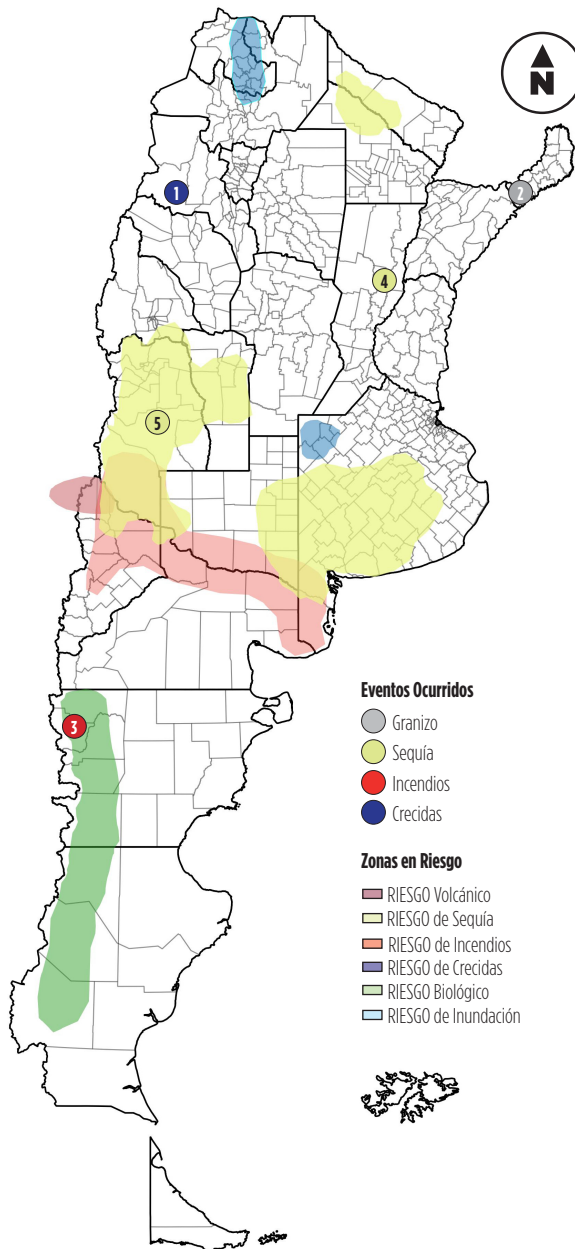 N
1
2
4
5
3
Eventos Ocurridos
Granizo
Sequía
Incendios
Crecidas
Zonas en Riesgo
RIESGO Volcánico
RIESGO de Sequía
RIESGO de Incendios
RIESGO de Crecidas
RIESGO Biológico
RIESGO de Inundación